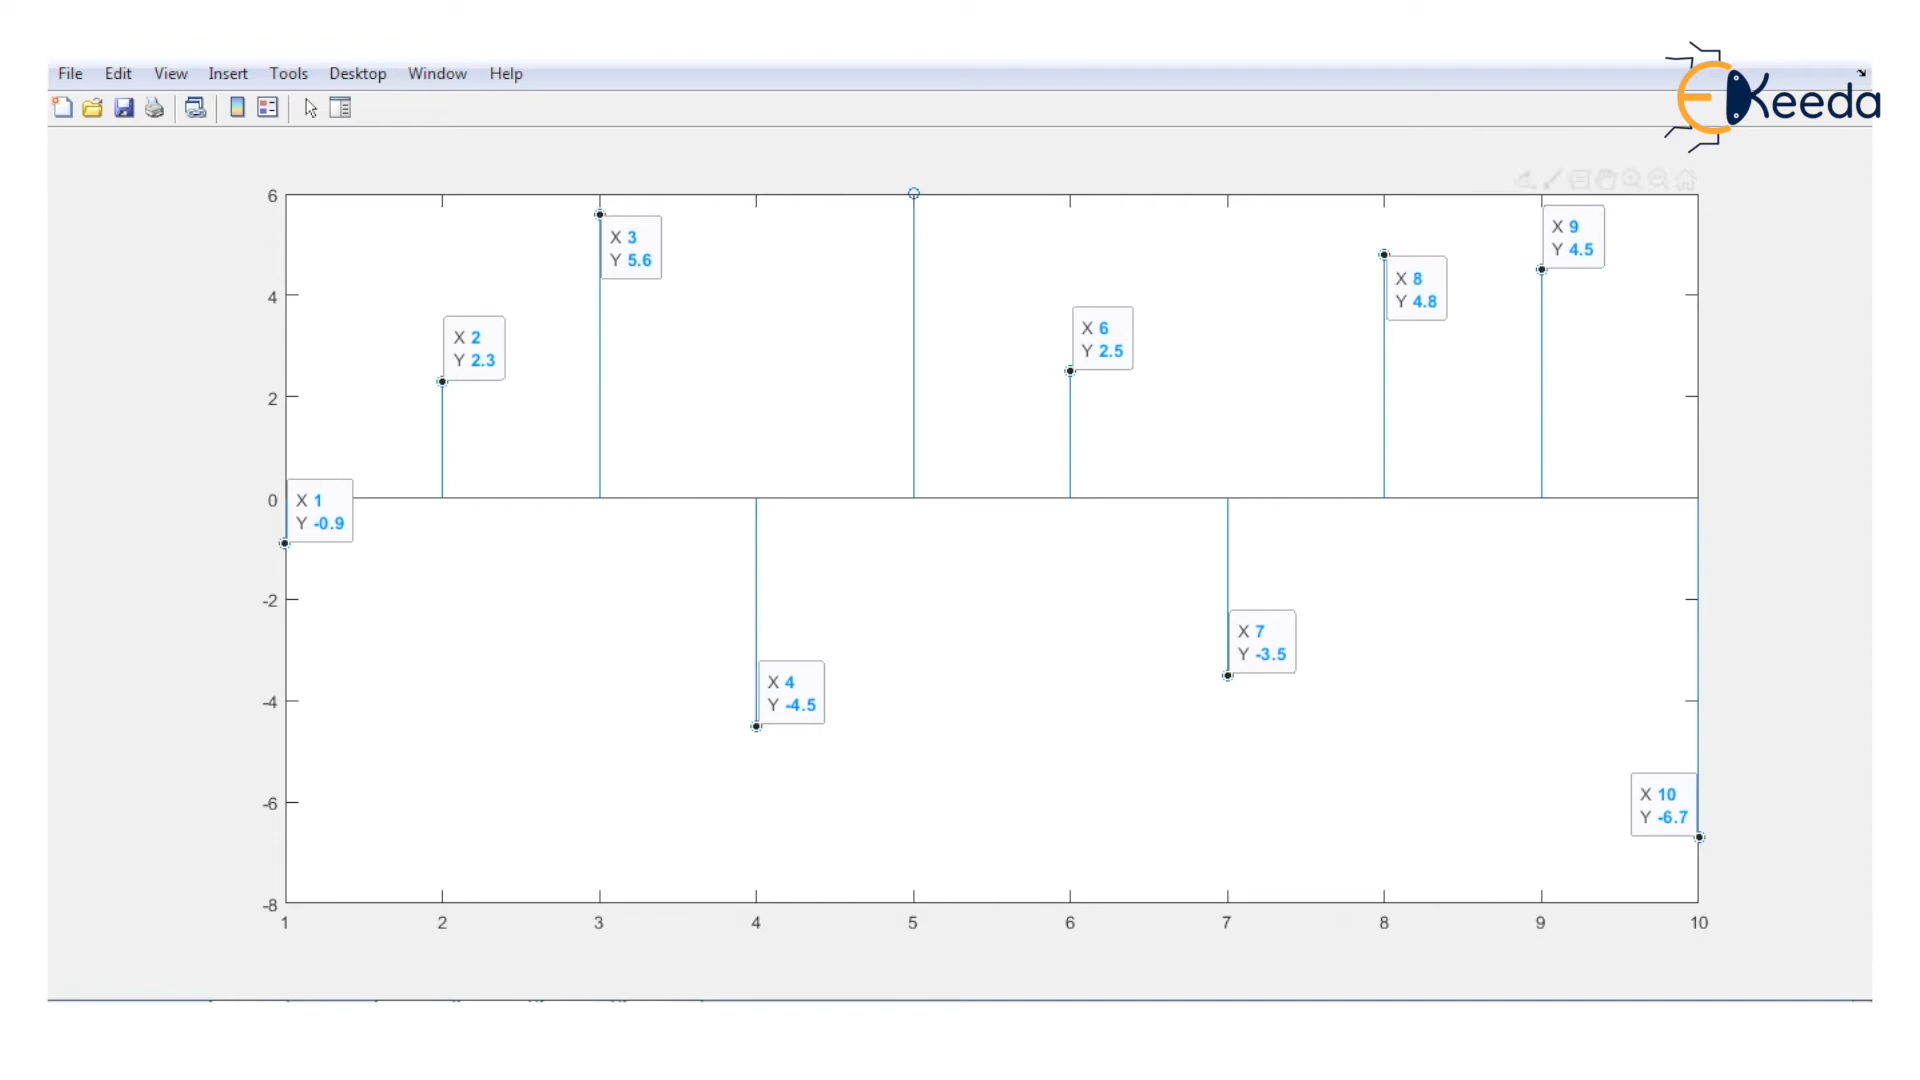 File Edit View Insert Tools Desktop Window Help
EKeeda
6
4
2
0
-2
-4
-6
-8
X 1
Y -0.9
X 2
Y 2.3
X 3
Y 5.6
X 4
Y -4.5
X 6
Y 2.5
X 7
Y -3.5
X 8
Y 4.8
X 9
Y 4.5
X 10
Y -6.7
1 2 3 4 5 6 7 8 9 10